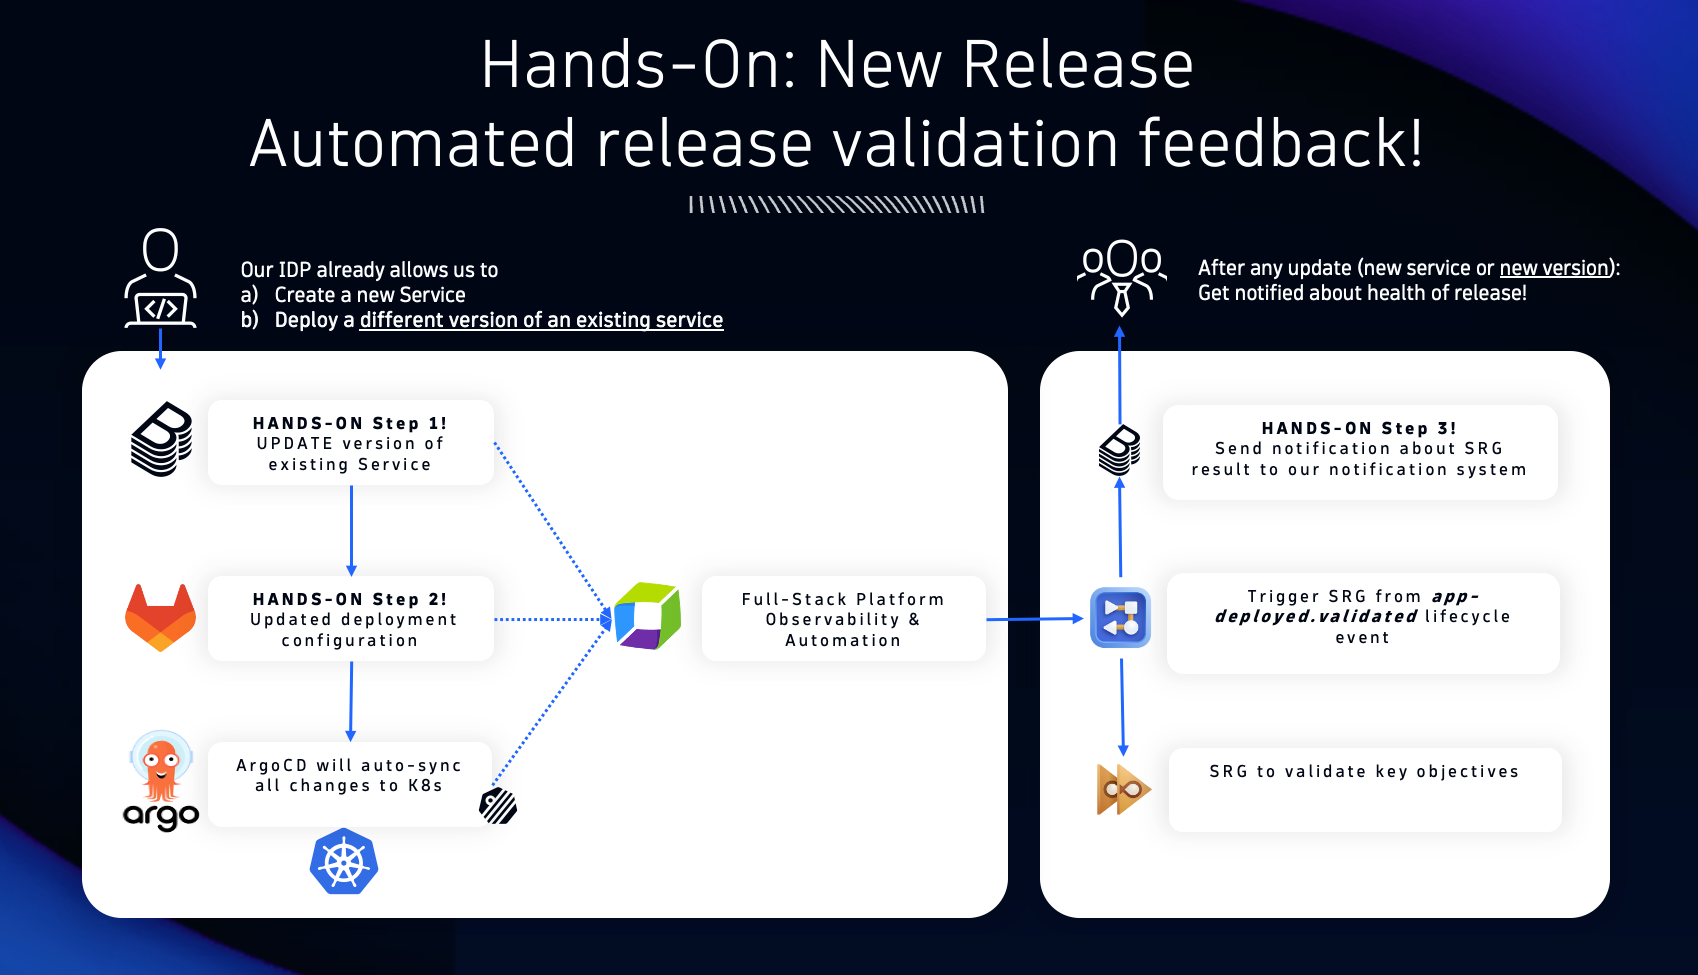 Hands-On: New Release
Automated release validation feedback!
Our IDP already allows us to
a) Create a new Service
b) Deploy a different version of an existing service
After any update (new service or new version):
Get notified about health of release!
</>
HANDS-ON Step 1!
UPDATE version of
existing Service
HANDS-ON Step 2!
Updated deployment
configuration
argo
ArgoCD will auto-sync
all changes to K8s
Full-Stack Platform
Observability &
Automation
HANDS-ON Step 3!
Send notification about SRG
result to our notification system
Trigger SRG from app-
deployed.validated lifecycle
event
SRG to validate key objectives